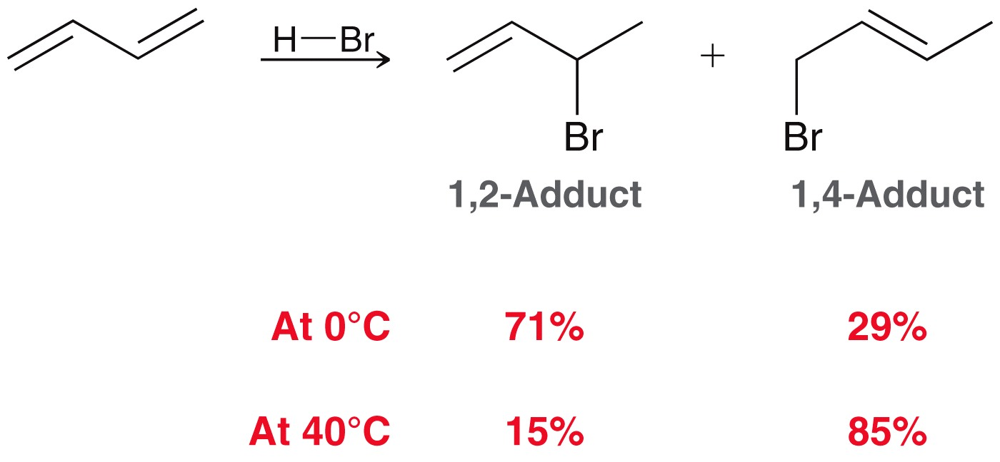 H—Br
+
Br
Br
1,2-Adduct
1,4-Adduct
At 0°C 71% 29%
At 40°C 15% 85%